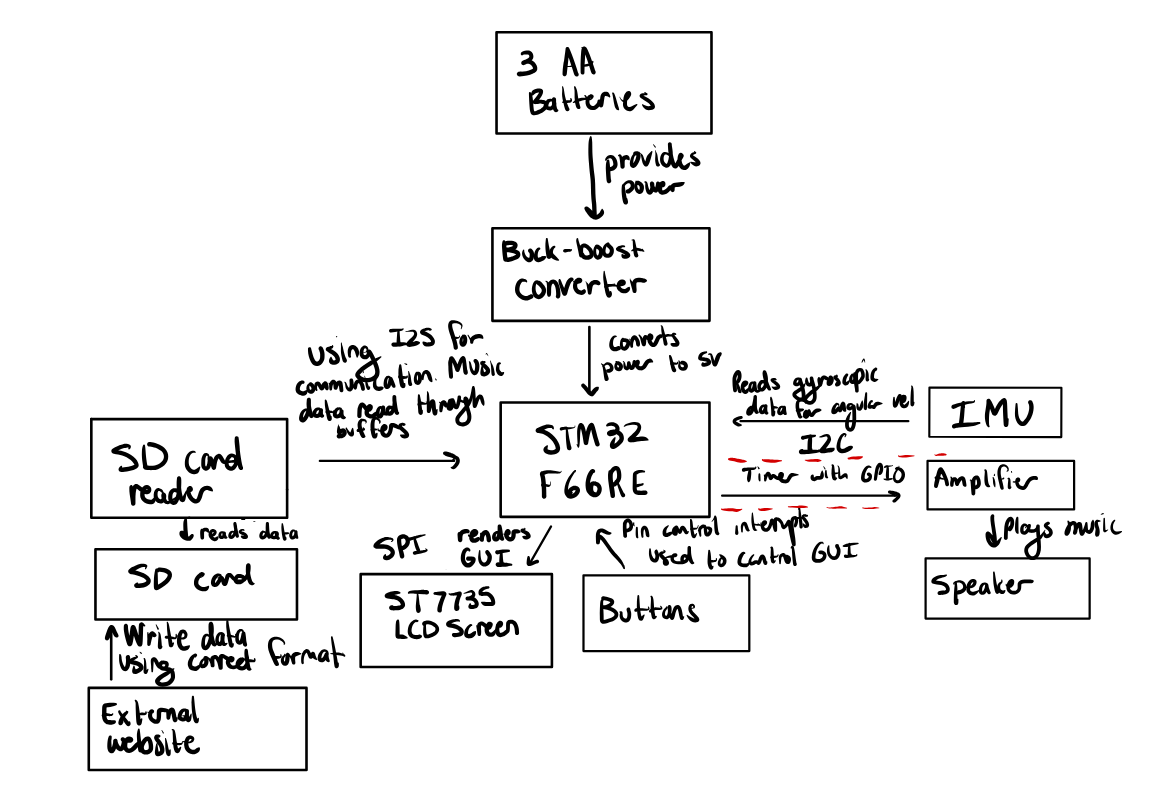 3 AA
Batteries
provides
power
Buck-boost
converter
converts
power to 5V
Using I2S for
communication. Music
data read through
buffers
Reads gyroscopic
data for angular vel
IMU
I2C
SD card
reader
STM32
F66RE
Timer with GPIO
Amplifier
reads data
SPI renders
GUI
Pin control interrupts
used to control GUI
Plays music
SD card
ST7735
LCD Screen
Buttons
Speaker
Write data
using correct format
External
website